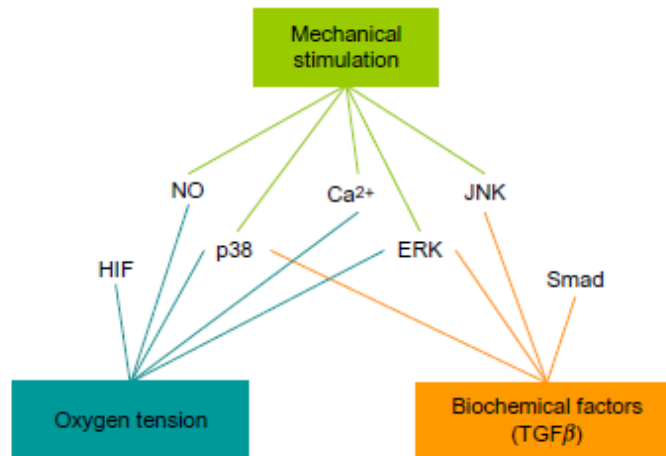 Mechanical
stimulation
NO
Ca²⁺
JNK
p38
ERK
HIF
Smad
Oxygen tension
Biochemical factors
(TGFβ)